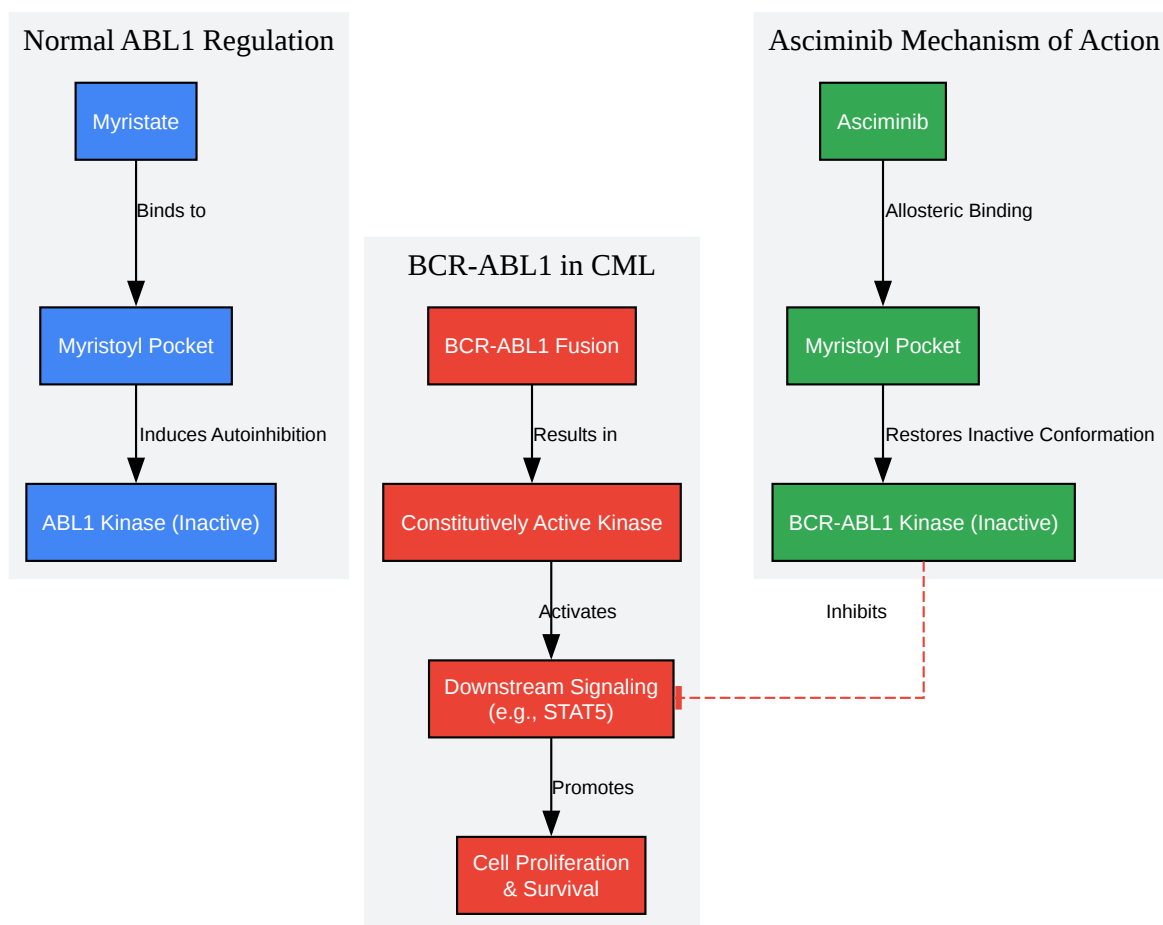 Normal ABL1 Regulation
Myristate
Binds to
Myristoyl Pocket
Induces Autoinhibition
ABL1 Kinase (Inactive)
BCR-ABL1 in CML
BCR-ABL1 Fusion
Results in
Constitutively Active Kinase
Activates
Downstream Signaling
(e.g., STAT5)
Promotes
Cell Proliferation
& Survival
Asciminib Mechanism of Action
Asciminib
Allosteric Binding
Myristoyl Pocket
Restores Inactive Conformation
BCR-ABL1 Kinase (Inactive)
Inhibits